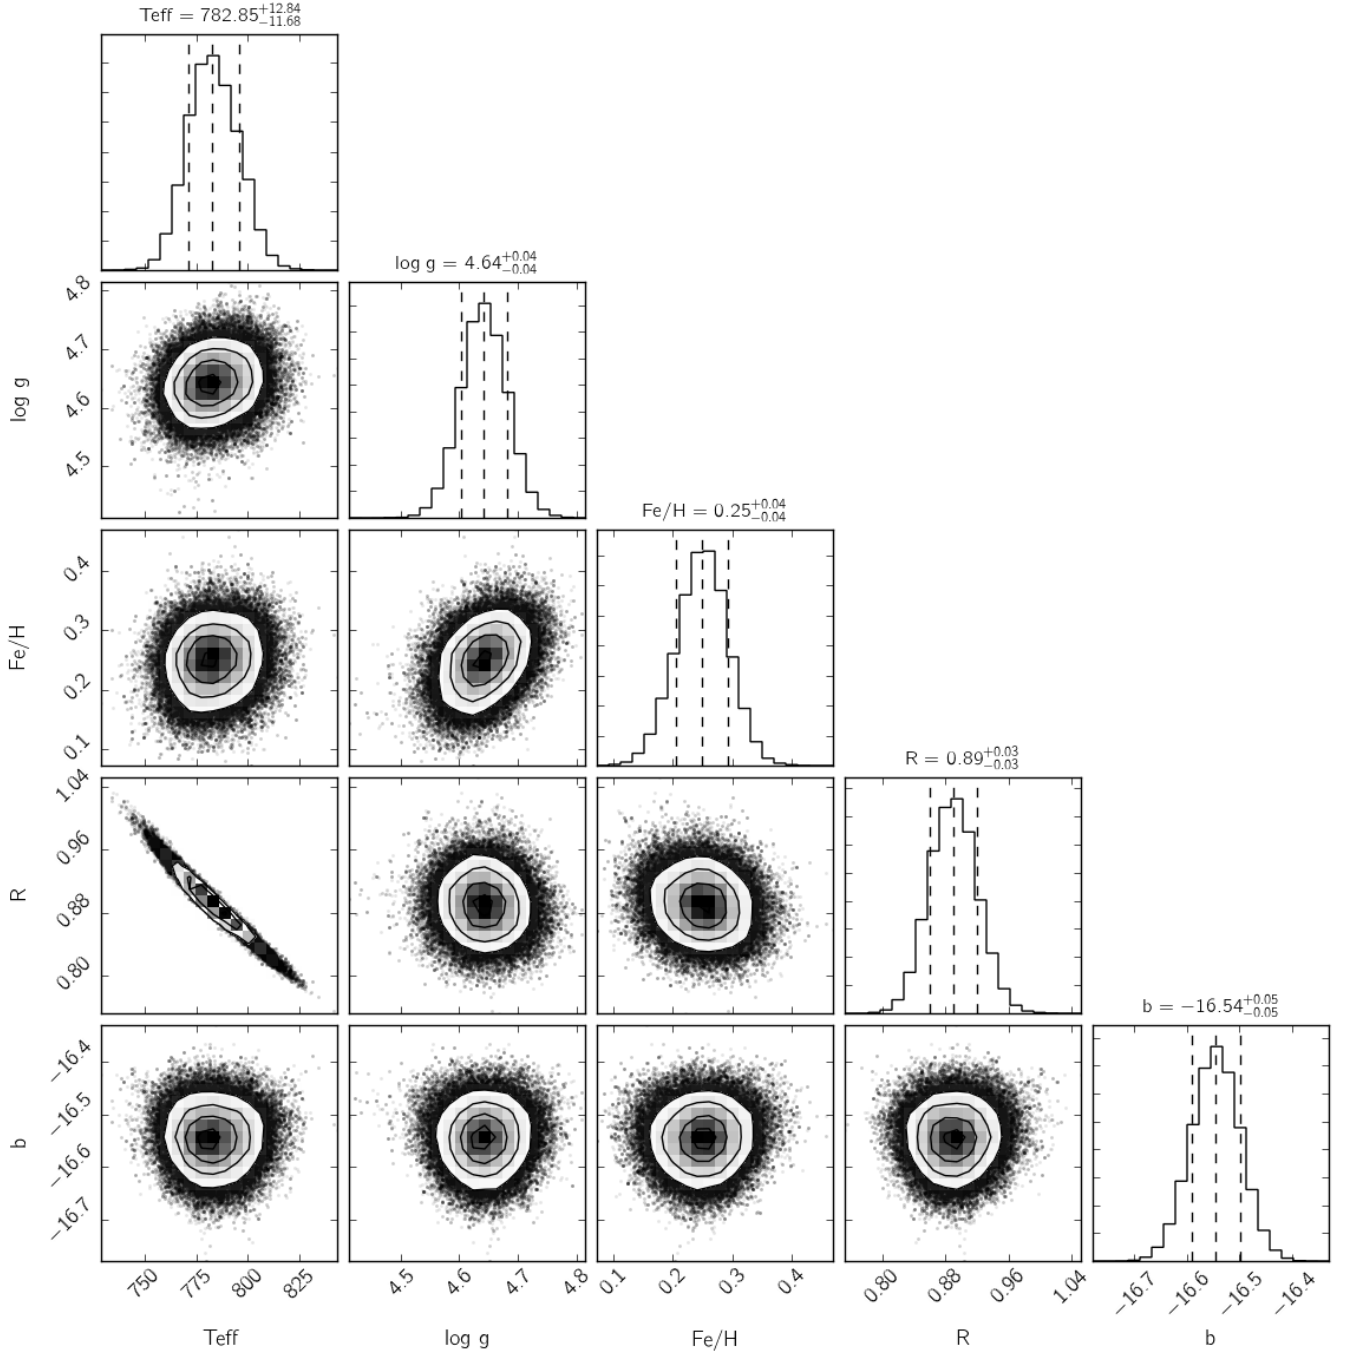 Teff = 782.85+12.84−11.68
log g = 4.64+0.04−0.04
4.8
4.7
4.6
4.5
log g
Fe/H = 0.25+0.04−0.04
0.4
0.3
0.2
0.1
Fe/H
R = 0.89+0.03−0.03
1.04
0.96
0.88
0.80
R
b = −16.54+0.05−0.05
−16.4
−16.5
−16.6
−16.7
b
750 775 800 825 4.5 4.6 4.7 4.8 0.1 0.2 0.3 0.4 0.80 0.88 0.96 1.04 −16.7 −16.6 −16.5 −16.4
Teff log g Fe/H R b